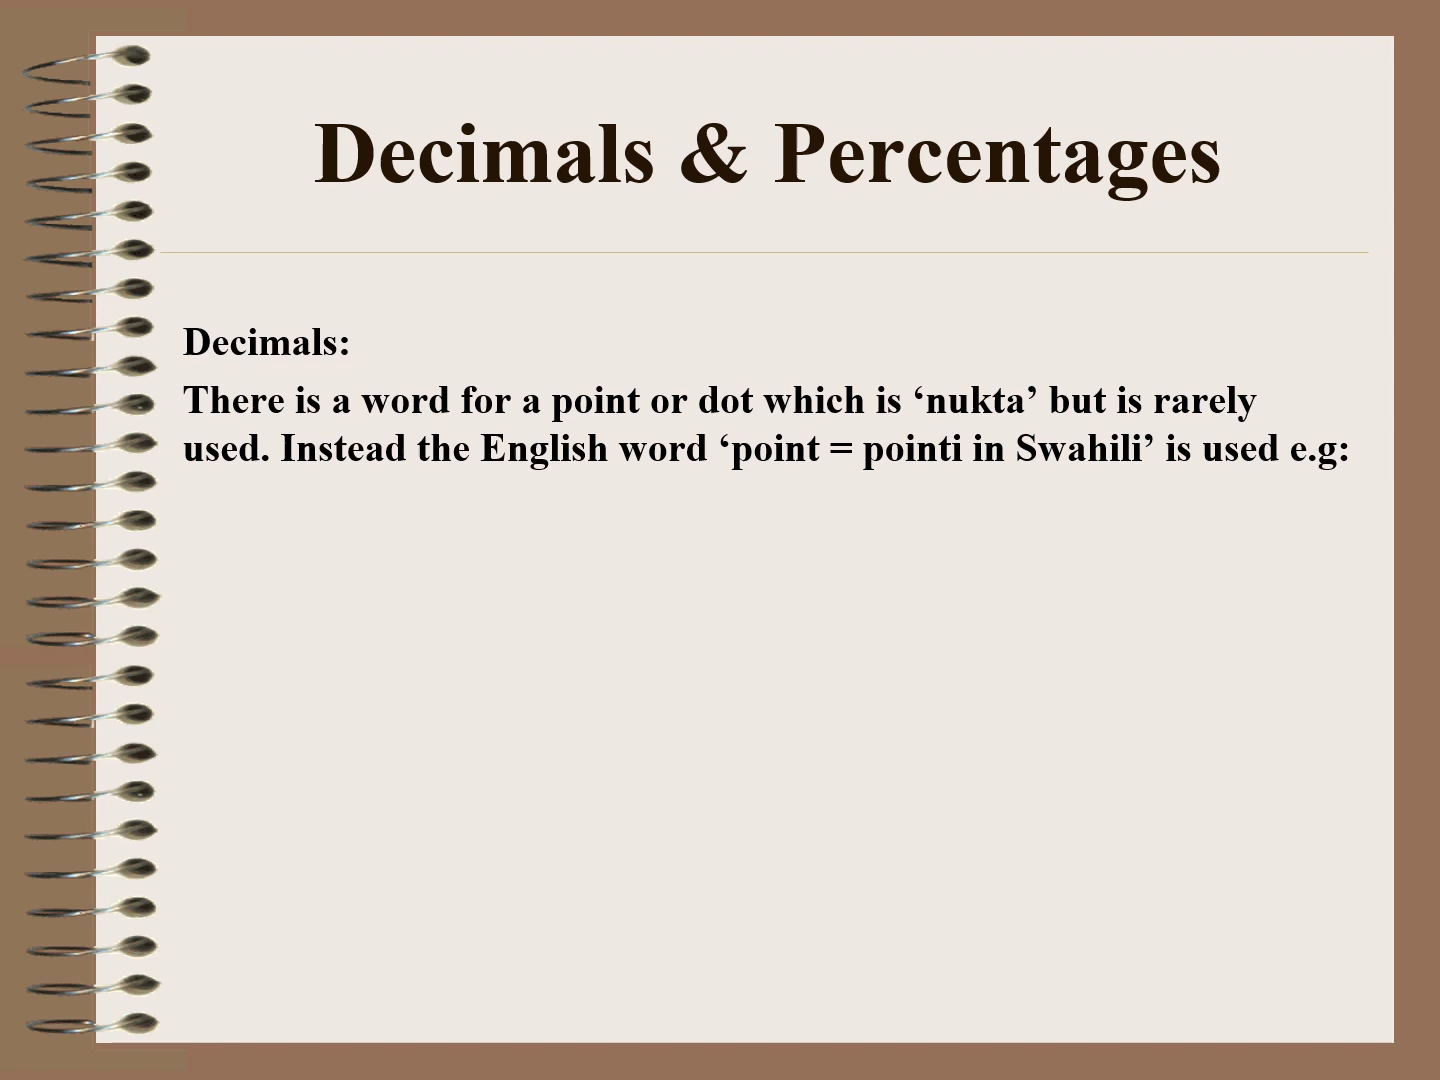 Decimals & Percentages
Decimals:
There is a word for a point or dot which is ‘nukta’ but is rarely
used. Instead the English word ‘point = pointi in Swahili’ is used e.g: